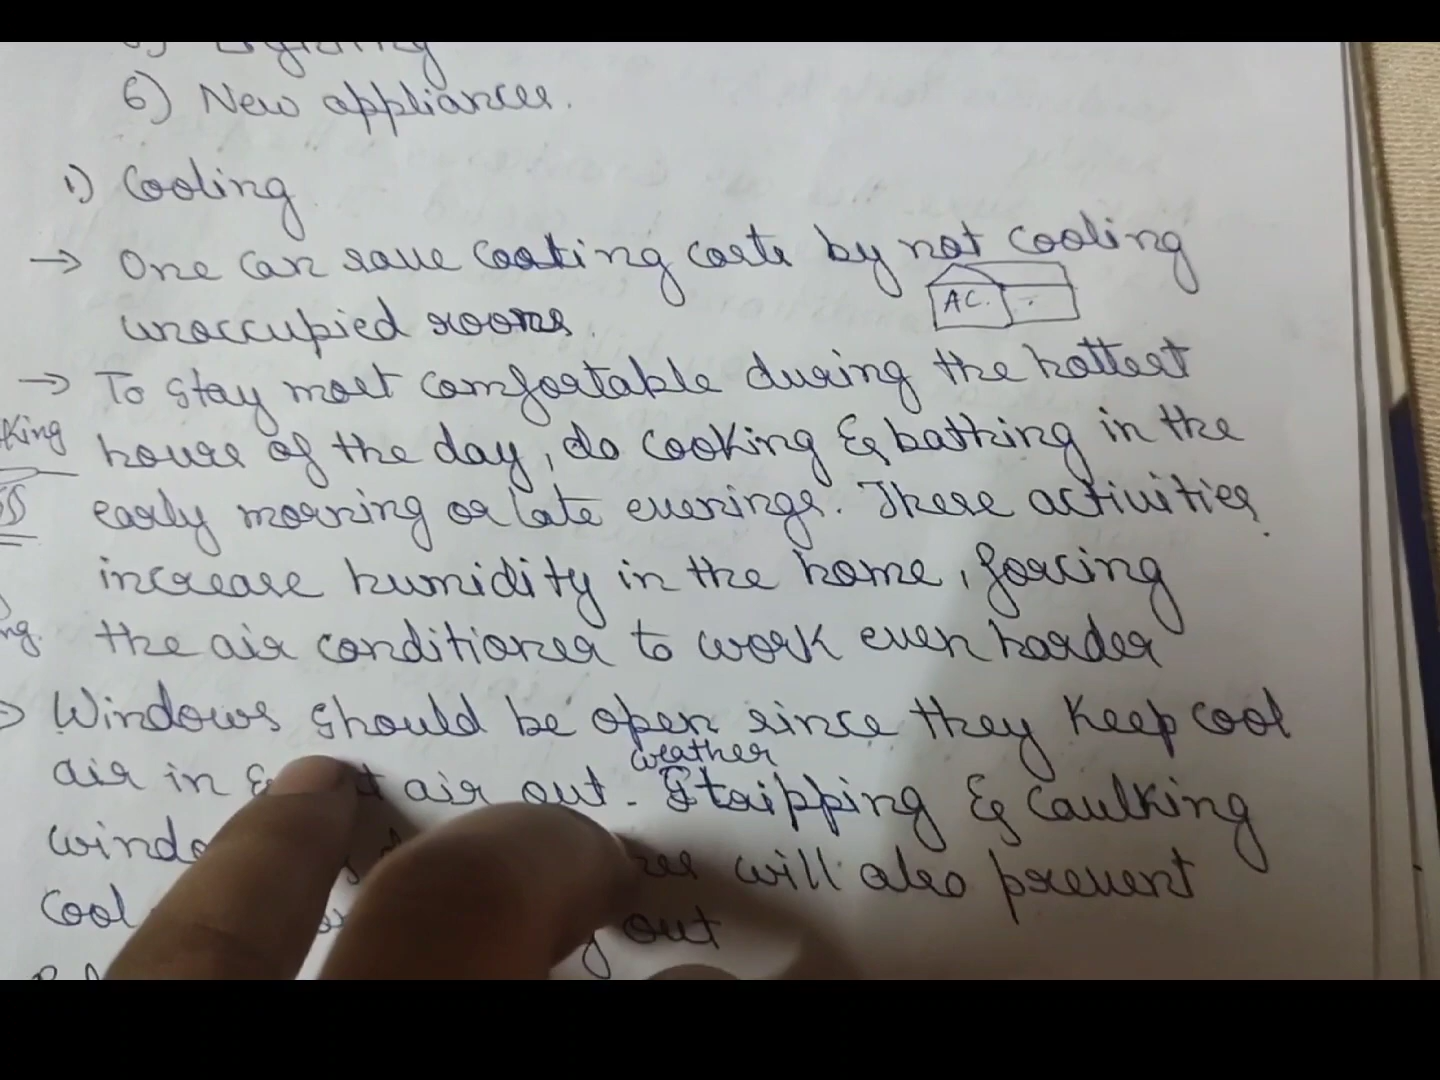 6) New appliances.
1) Cooling
→ One can save coating costs by not cooling
AC.
unoccupied rooms.
→ To stay most comfortable during the hottest
hours of the day, do cooking & bathing in the
early morning or late evenings. These activities
increase humidity in the home, forcing
the air conditioner to work even harder
→ Windows should be open since they keep cool
weather
air in & air out. Stripping & Caulking
will also prevent
cool out